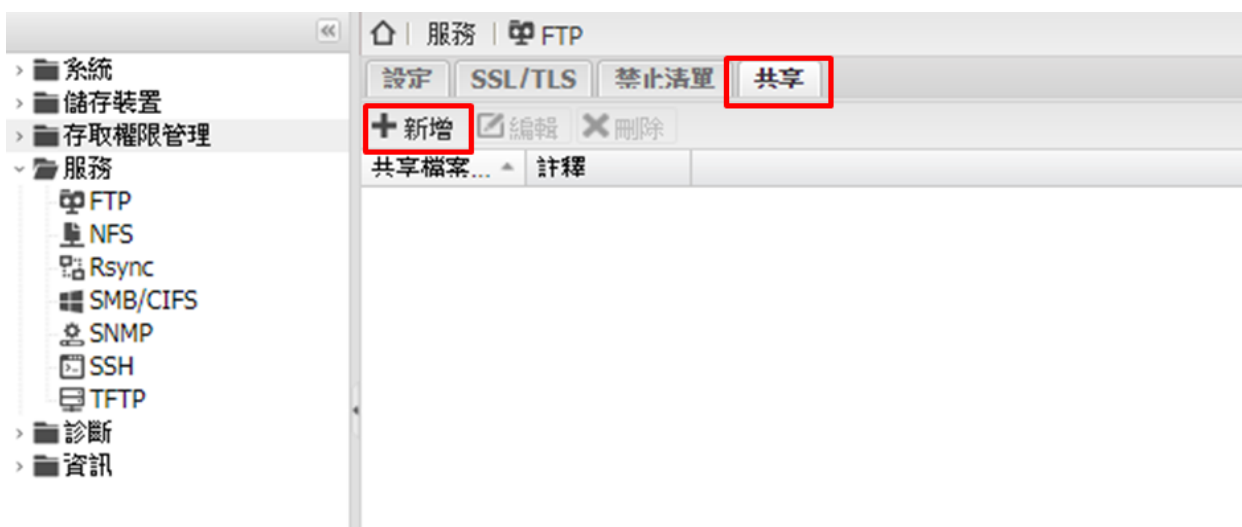 服務 FTP
系統
儲存裝置
存取權限管理
服務
FTP
NFS
Rsync
SMB/CIFS
SNMP
SSH
TFTP
診斷
資訊
設定 SSL/TLS 禁止清單 共享
新增 編輯 刪除
共享檔案... 註釋